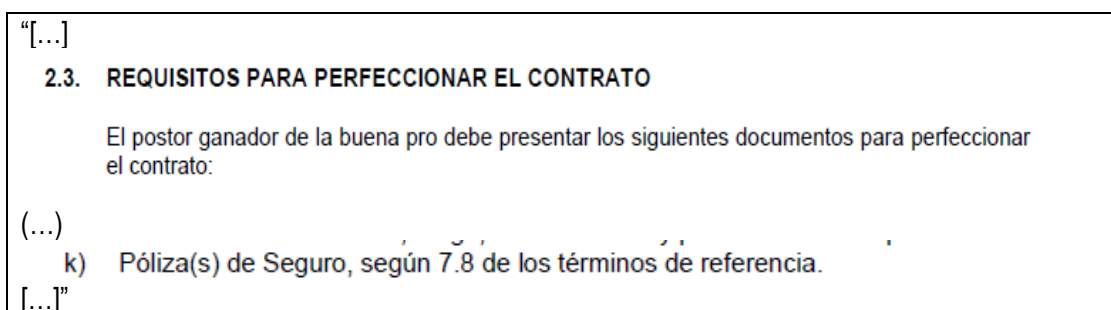 “[…]
2.3. REQUISITOS PARA PERFECCIONAR EL CONTRATO
El postor ganador de la buena pro debe presentar los siguientes documentos para perfeccionar
el contrato:
(…)
k) Póliza(s) de Seguro, según 7.8 de los términos de referencia.
[…]”